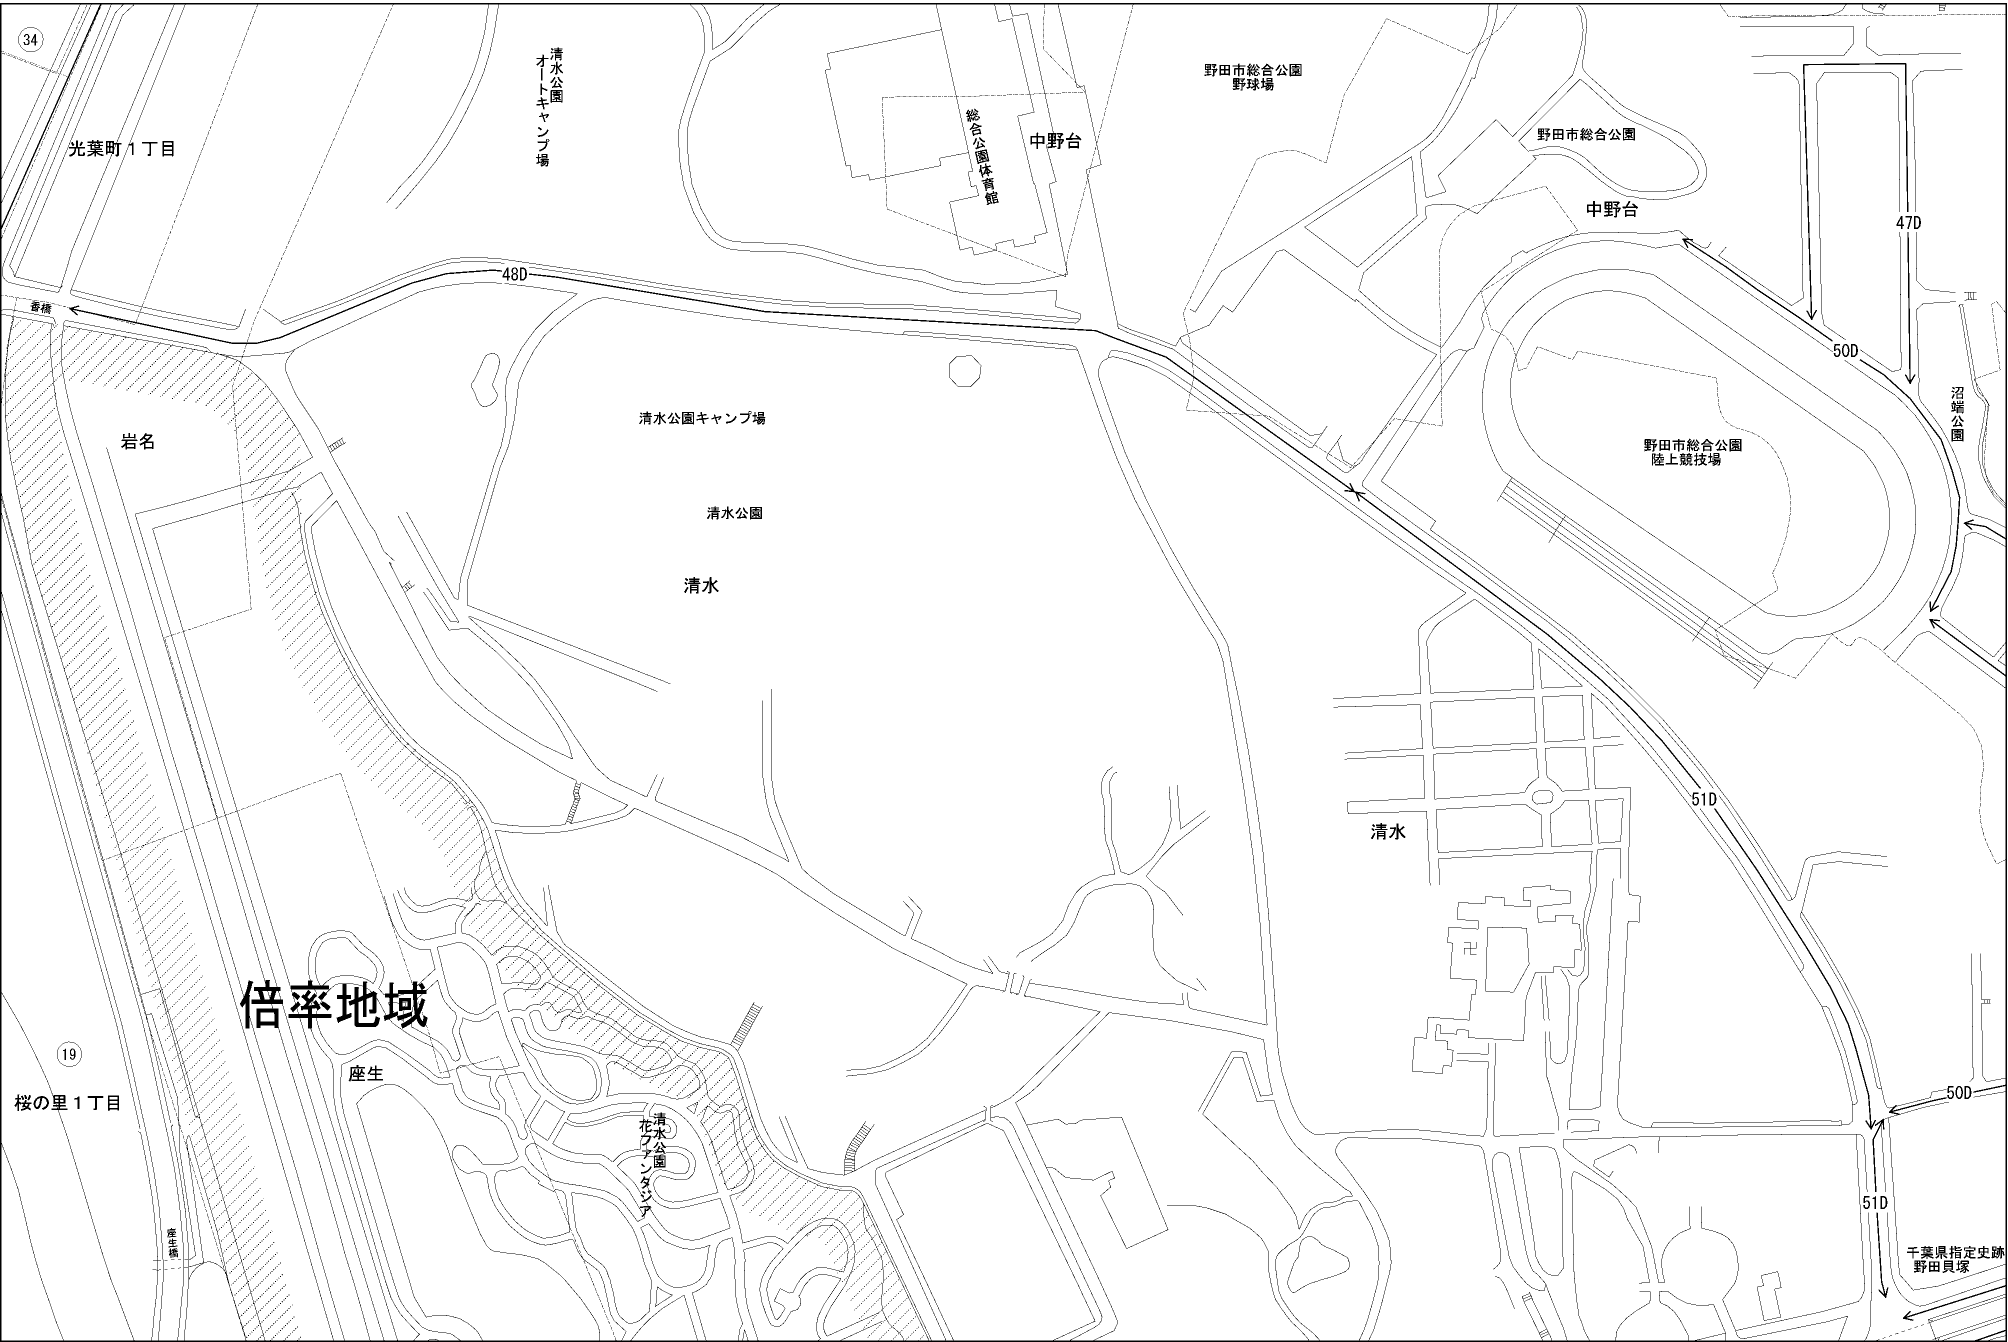 34
光葉町１丁目
清水公園
オートキャンプ場
総合公園体育館
中野台
野田市総合公園
野球場
野田市総合公園
中野台
47D
48D
香橋
50D
沼端公園
清水公園キャンプ場
岩名
野田市総合公園
陸上競技場
清水公園
清水
51D
清水
倍率地域
19
座生
桜の里１丁目
50D
清水公園
花ファンタジア
51D
座生橋
千葉県指定史跡
野田貝塚